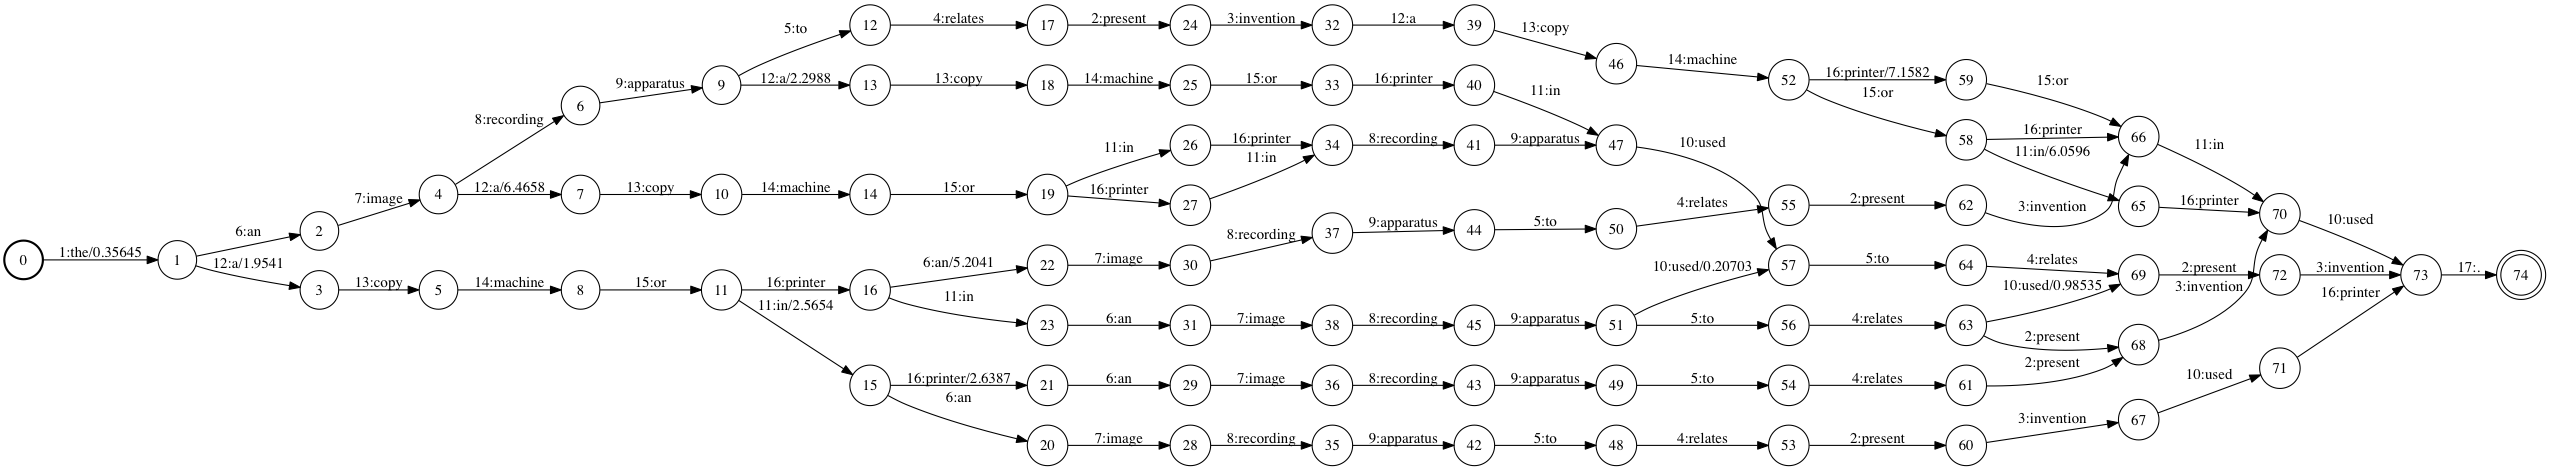 5:to 12 4:relates 17 2:present 24 3:invention 32 12:a 39 13:copy 46 14:machine 52
9:apparatus 9 12:a/2.2988 13 13:copy 18 14:machine 25 15:or 33 16:printer 40 11:in 47
16:printer/7.1582 59 15:or 66
15:or 58 16:printer 11:in
8:recording 6
11:in 26 16:printer 34 8:recording 41 9:apparatus 10:used
11:in/6.0596 65 16:printer 70
7:image 4 12:a/6.4658 7 13:copy 10 14:machine 14 15:or 19 16:printer 27 11:in
4:relates 55 2:present 62 3:invention
10:used
6:an 2
8:recording 37 9:apparatus 44 5:to 50
0 1:the/0.35645 1
6:an/5.2041 22 7:image 30
10:used/0.20703 57 5:to 64 4:relates 69 2:present 72 3:invention 73 17:. 74
12:a/1.9541 3 13:copy 5 14:machine 8 15:or 11 16:printer 16
10:used/0.98535 3:invention 16:printer
11:in/2.5654 11:in 23 6:an 31 7:image 38 8:recording 45 9:apparatus 51 5:to 56 4:relates 63
2:present 68
15 16:printer/2.6387 21 6:an 29 7:image 36 8:recording 43 9:apparatus 49 5:to 54 4:relates 61 2:present
10:used 71
6:an 20 7:image 28 8:recording 35 9:apparatus 42 5:to 48 4:relates 53 2:present 60 3:invention 67